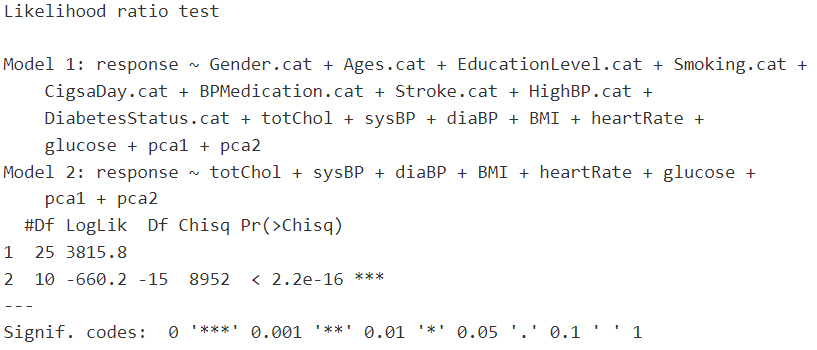 Likelihood ratio test
Model 1: response ~ Gender.cat + Ages.cat + EducationLevel.cat + Smoking.cat +
CigsaDay.cat + BPMedication.cat + Stroke.cat + HighBP.cat +
DiabetesStatus.cat + totChol + sysBP + diaBP + BMI + heartRate +
glucose + pca1 + pca2
Model 2: response ~ totChol + sysBP + diaBP + BMI + heartRate + glucose +
pca1 + pca2
#Df LogLik Df Chisq Pr(>Chisq)
1 25 3815.8
2 10 -660.2 -15 8952 < 2.2e-16 ***
---
Signif. codes: 0 '***' 0.001 '**' 0.01 '*' 0.05 '.' 0.1 ' ' 1